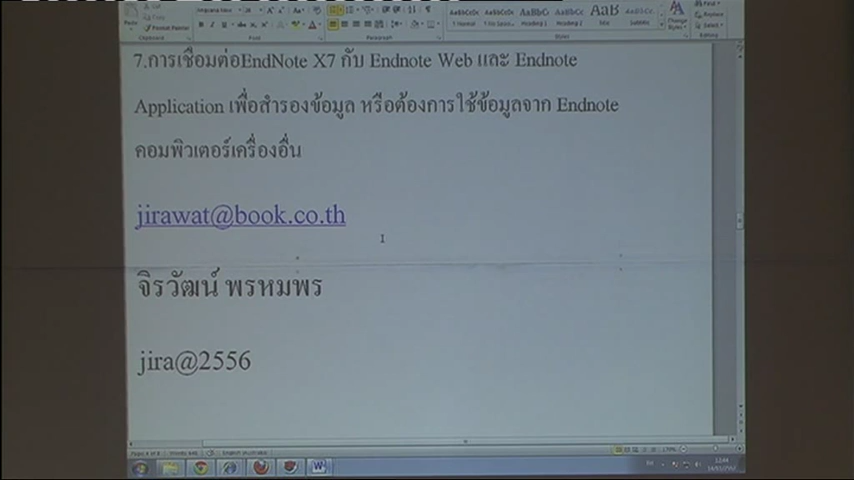 7.การเชื่อมต่อEndNote X7 กับ Endnote Web และ Endnote
Application เพื่อสำรองข้อมูล หรือต้องการใช้ข้อมูลจาก Endnote
คอมพิวเตอร์เครื่องอื่น
jirawat@book.co.th
จิรวัฒน์ พรหมพร
jira@2556